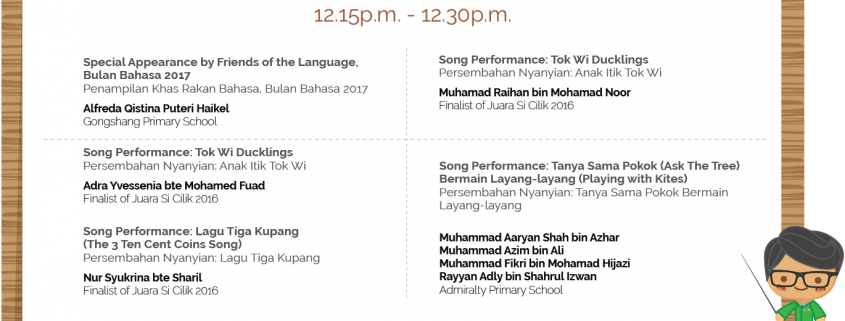 12.15p.m. - 12.30p.m.
Special Appearance by Friends of the Language,
Bulan Bahasa 2017
Penampilan Khas Rakan Bahasa, Bulan Bahasa 2017
Alfreda Qistina Puteri Haikel
Gongshang Primary School
Song Performance: Tok Wi Ducklings
Persembahan Nyanyian: Anak Itik Tok Wi
Muhamad Raihan bin Mohamad Noor
Finalist of Juara Si Cilik 2016
Song Performance: Tok Wi Ducklings
Persembahan Nyanyian: Anak Itik Tok Wi
Adra Yvessenia bte Mohamed Fuad
Finalist of Juara Si Cilik 2016
Song Performance: Lagu Tiga Kupang
(The 3 Ten Cent Coins Song)
Persembahan Nyanyian: Lagu Tiga Kupang
Nur Syukrina bte Sharil
Finalist of Juara Si Cilik 2016
Song Performance: Tanya Sama Pokok (Ask The Tree)
Bermain Layang-layang (Playing with Kites)
Persembahan Nyanyian: Tanya Sama Pokok Bermain
Layang-layang
Muhammad Aaryan Shah bin Azhar
Muhammad Azim bin Ali
Muhammad Fikri bin Mohamad Hijazi
Rayyan Adly bin Shahrul Izwan
Admiralty Primary School